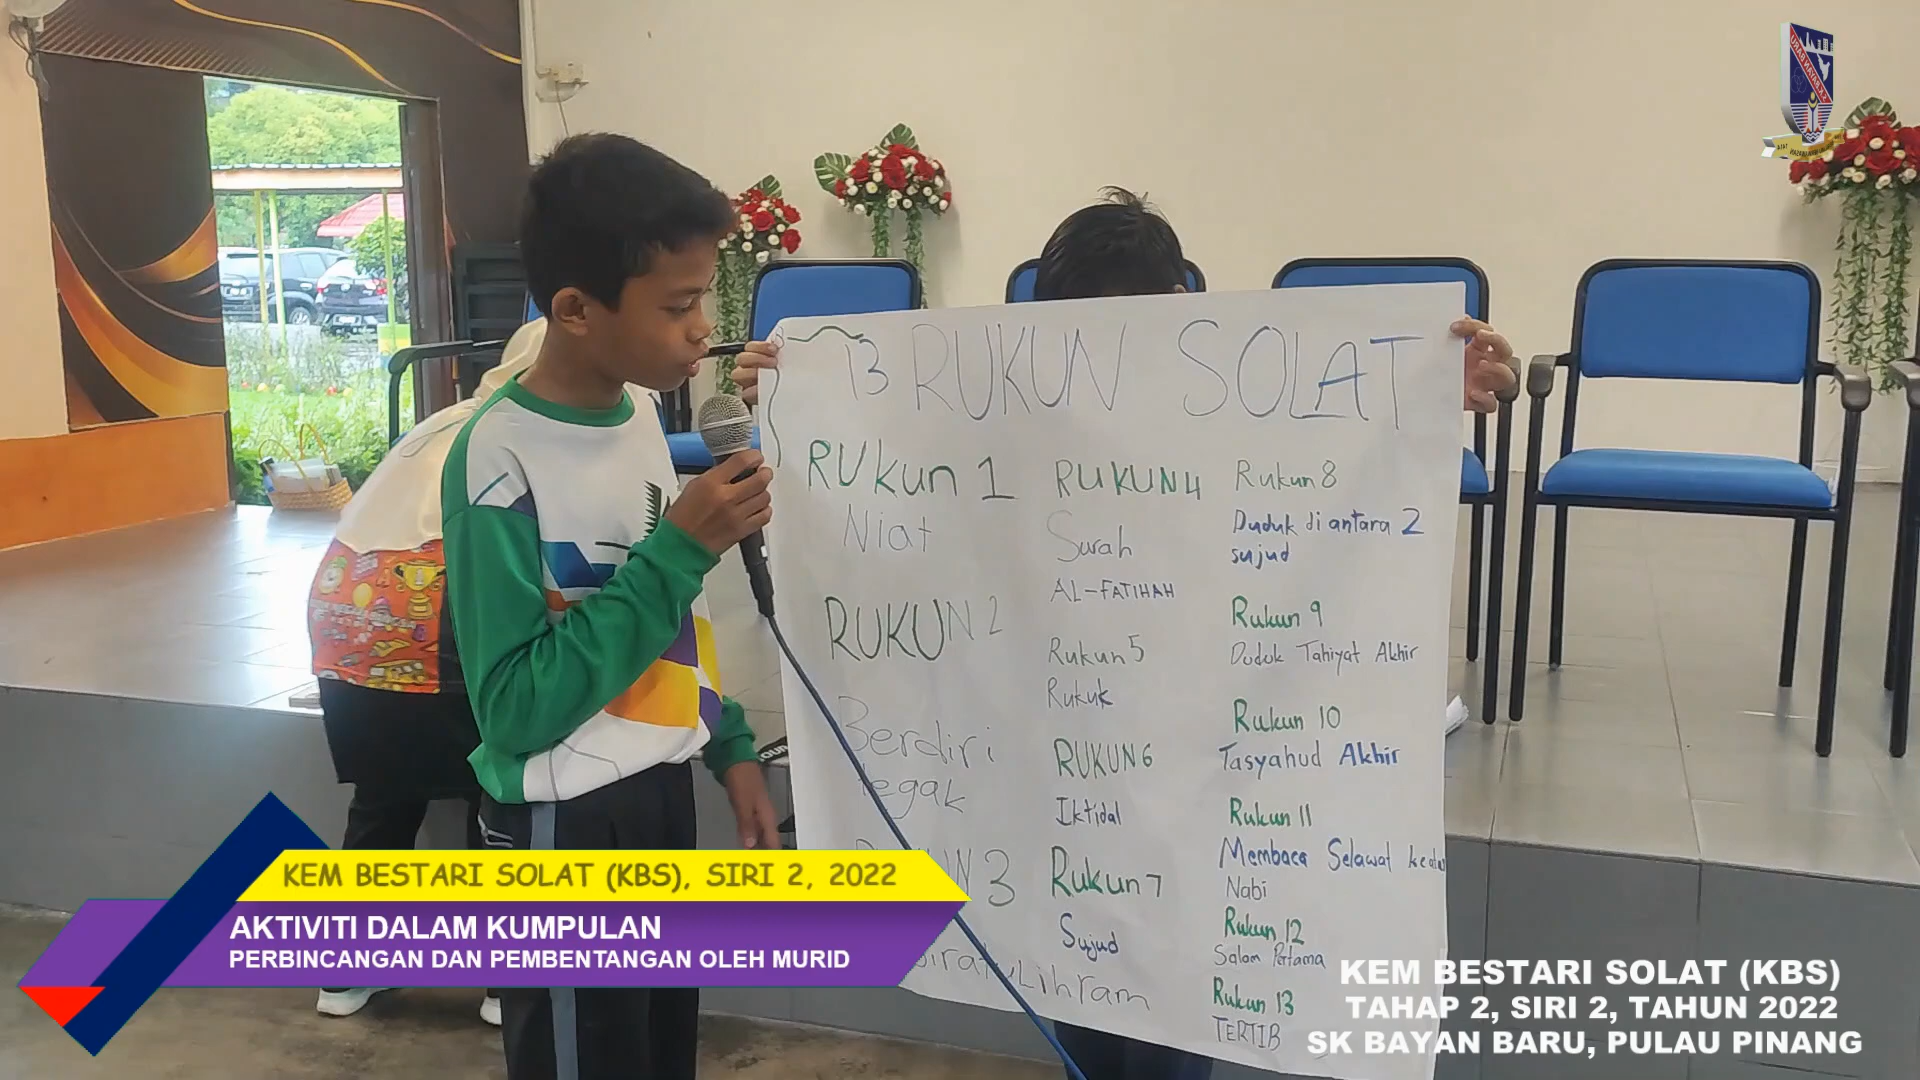 13 RUKUN SOLAT
Rukun 1
Niat
RUKUN 2
Berdiri
tegak
3
Lihram
RUKUN 4
Surah
AL-FATIHAH
Rukun 5
Rukuk
RUKUN 6
Iktidal
Rukun 7
Sujud
Rukun 8
Duduk di antara 2
sujud
Rukun 9
Duduk Tahiyat Akhir
Rukun 10
Tasyahud Akhir
Rukun 11
Membaca Selawat
Nabi
Rukun 12
Salam Pertama
Rukun 13
TERTIB
KEM BESTARI SOLAT (KBS), SIRI 2, 2022
AKTIVITI DALAM KUMPULAN
PERBINCANGAN DAN PEMBENTANGAN OLEH MURID
KEM BESTARI SOLAT (KBS)
TAHAP 2, SIRI 2, TAHUN 2022
SK BAYAN BARU, PULAU PINANG